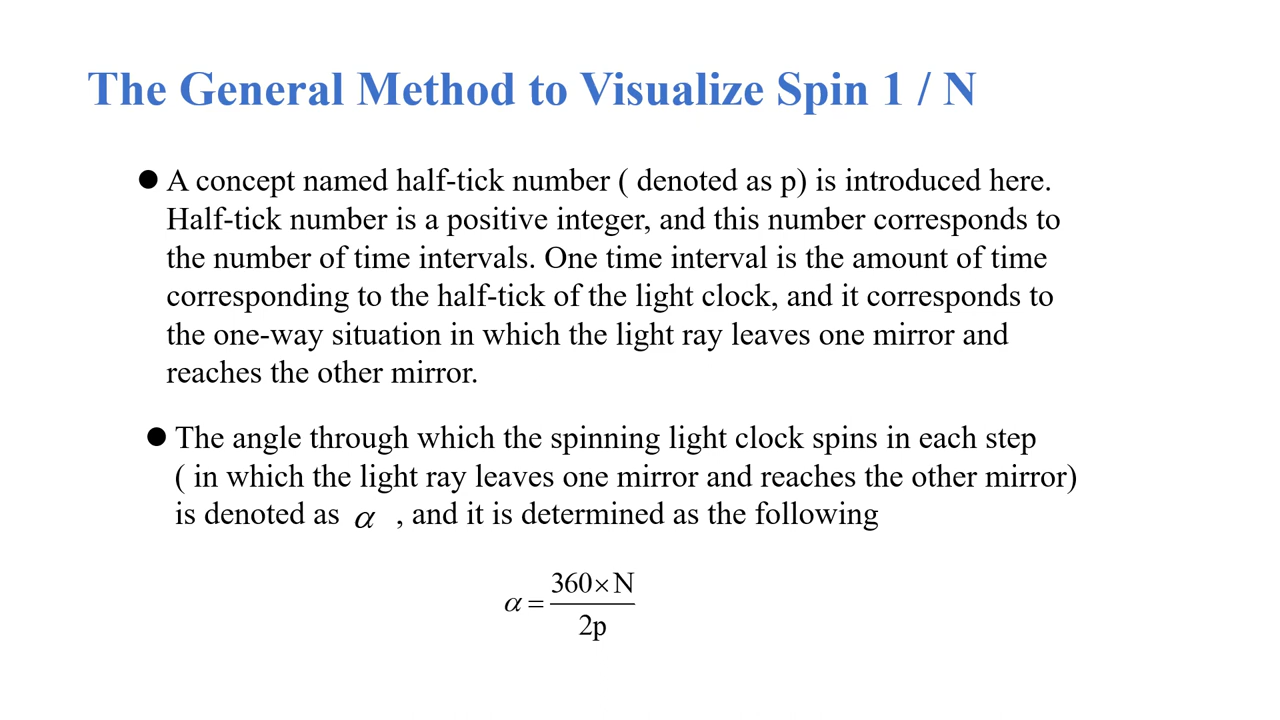 The General Method to Visualize Spin 1 / N
● A concept named half-tick number ( denoted as p) is introduced here.
Half-tick number is a positive integer, and this number corresponds to
the number of time intervals. One time interval is the amount of time
corresponding to the half-tick of the light clock, and it corresponds to
the one-way situation in which the light ray leaves one mirror and
reaches the other mirror.
● The angle through which the spinning light clock spins in each step
( in which the light ray leaves one mirror and reaches the other mirror)
is denoted as α , and it is determined as the following
360×N
α =
2p